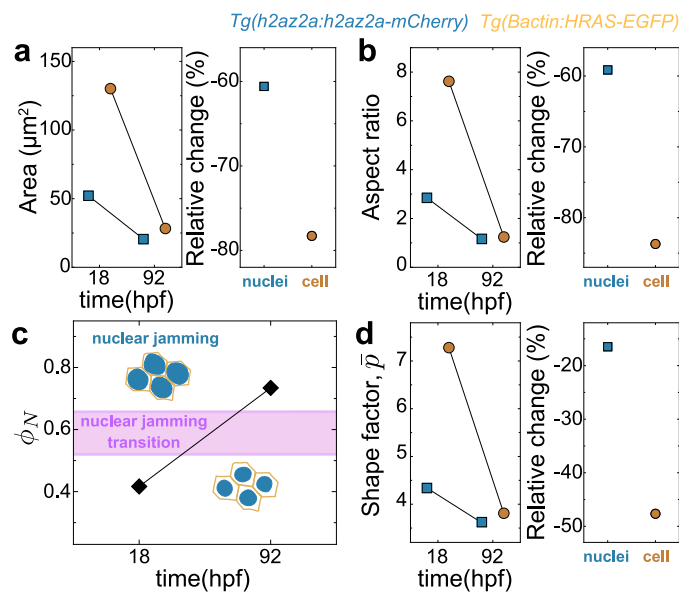 Tg(h2az2a:h2az2a-mCherry) Tg(Bactin:HRAS-EGFP)
a
Area (μm²)
150
100
50
0
18 92
time(hpf)
Relative change (%)
-60
-70
-80
nuclei cell
b
Aspect ratio
8
6
4
2
0
18 92
time(hpf)
Relative change (%)
-60
-70
-80
nuclei cell
c
ϕN
0.8
0.6
0.4
nuclear jamming
nuclear jamming
transition
18 92
time(hpf)
d
Shape factor, p̄
7
6
5
4
18 92
time(hpf)
Relative change (%)
-20
-30
-40
-50
nuclei cell